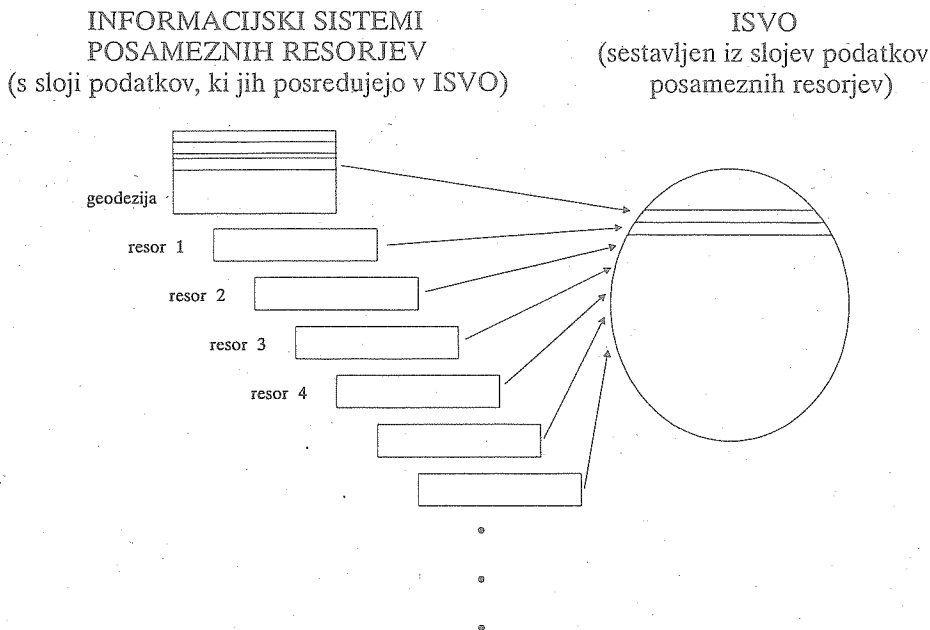 INFORMACIJSKI SISTEMI
POSAMEZNIH RESORJEV
(s sloji podatkov, ki jih posredujejo v ISVO)
ISVO
(sestavljen iz slojev podatkov
posameznih resorjev)
geodezija
resor 1
resor 2
resor 3
resor 4